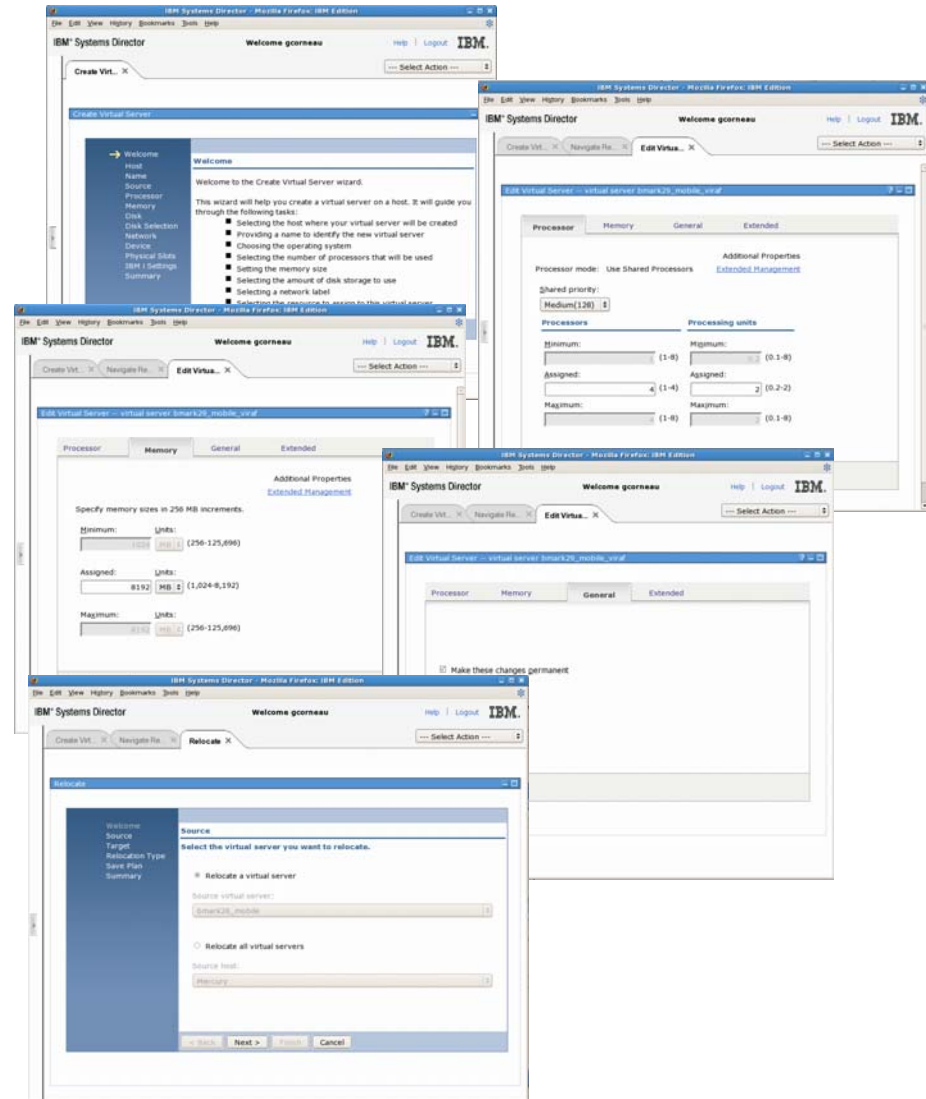 IBM Systems Director - Mozilla Firefox: IBM Edition
File Edit View History Bookmarks Tools Help
IBM® Systems Director Welcome gcorneau Help | Logout IBM.
Create Virt... --- Select Action ---
Create Virtual Server
Welcome
Host
Name
Source
Processor
Memory
Disk
Disk Selection
Network
Device
Physical Slots
IBM i Settings
Summary
Welcome
Welcome to the Create Virtual Server wizard.
This wizard will help you create a virtual server on a host. It will guide you
through the following tasks:
Selecting the host where your virtual server will be created
Providing a name to identify the new virtual server
Choosing the operating system
Selecting the number of processors that will be used
Setting the memory size
Selecting the amount of disk storage to use
Selecting a network label
Selecting the resource to assign to this virtual server
IBM Systems Director - Mozilla Firefox: IBM Edition
File Edit View History Bookmarks Tools Help
IBM® Systems Director Welcome gcorneau Help | Logout IBM.
Create Virt... Navigate Re... Edit Virtua... --- Select Action ---
Edit Virtual Server -- virtual server bmark29_mobile_viraf
Processor Memory General Extended
Additional Properties
Processor mode: Use Shared Processors Extended Management
Shared priority:
Medium(128)
Processors Processing units
Minimum: Minimum:
(1-8) (0.1-8)
Assigned: Assigned:
4 (1-4) 2 (0.2-2)
Maximum: Maximum:
(1-8) (0.1-8)
IBM Systems Director - Mozilla Firefox: IBM Edition
File Edit View History Bookmarks Tools Help
IBM® Systems Director Welcome gcorneau Help | Logout IBM.
Create Virt... Navigate Re... Edit Virtua... --- Select Action ---
Edit Virtual Server -- virtual server bmark29_mobile_viraf
Processor Memory General Extended
Additional Properties
Extended Management
Specify memory sizes in 256 MB increments.
Minimum: Units:
1024 MB (256-125,696)
Assigned: Units:
8192 MB (1,024-8,192)
Maximum: Units:
8192 MB (256-125,696)
IBM Systems Director - Mozilla Firefox: IBM Edition
File Edit View History Bookmarks Tools Help
IBM® Systems Director Welcome gcorneau Help | Logout IBM.
Create Virt... Navigate Re... Edit Virtua... --- Select Action ---
Edit Virtual Server -- virtual server bmark29_mobile_viraf
Processor Memory General Extended
Make these changes permanent
IBM Systems Director - Mozilla Firefox: IBM Edition
File Edit View History Bookmarks Tools Help
IBM® Systems Director Welcome gcorneau Help | Logout IBM.
Create Virt... Navigate Re... Relocate --- Select Action ---
Relocate
Welcome
Source
Target
Relocation Type
Save Plan
Summary
Source
Select the virtual server you want to relocate.
Relocate a virtual server
Source virtual server:
Relocate all virtual servers
Source host:
Mercury
< Back Next > Finish Cancel